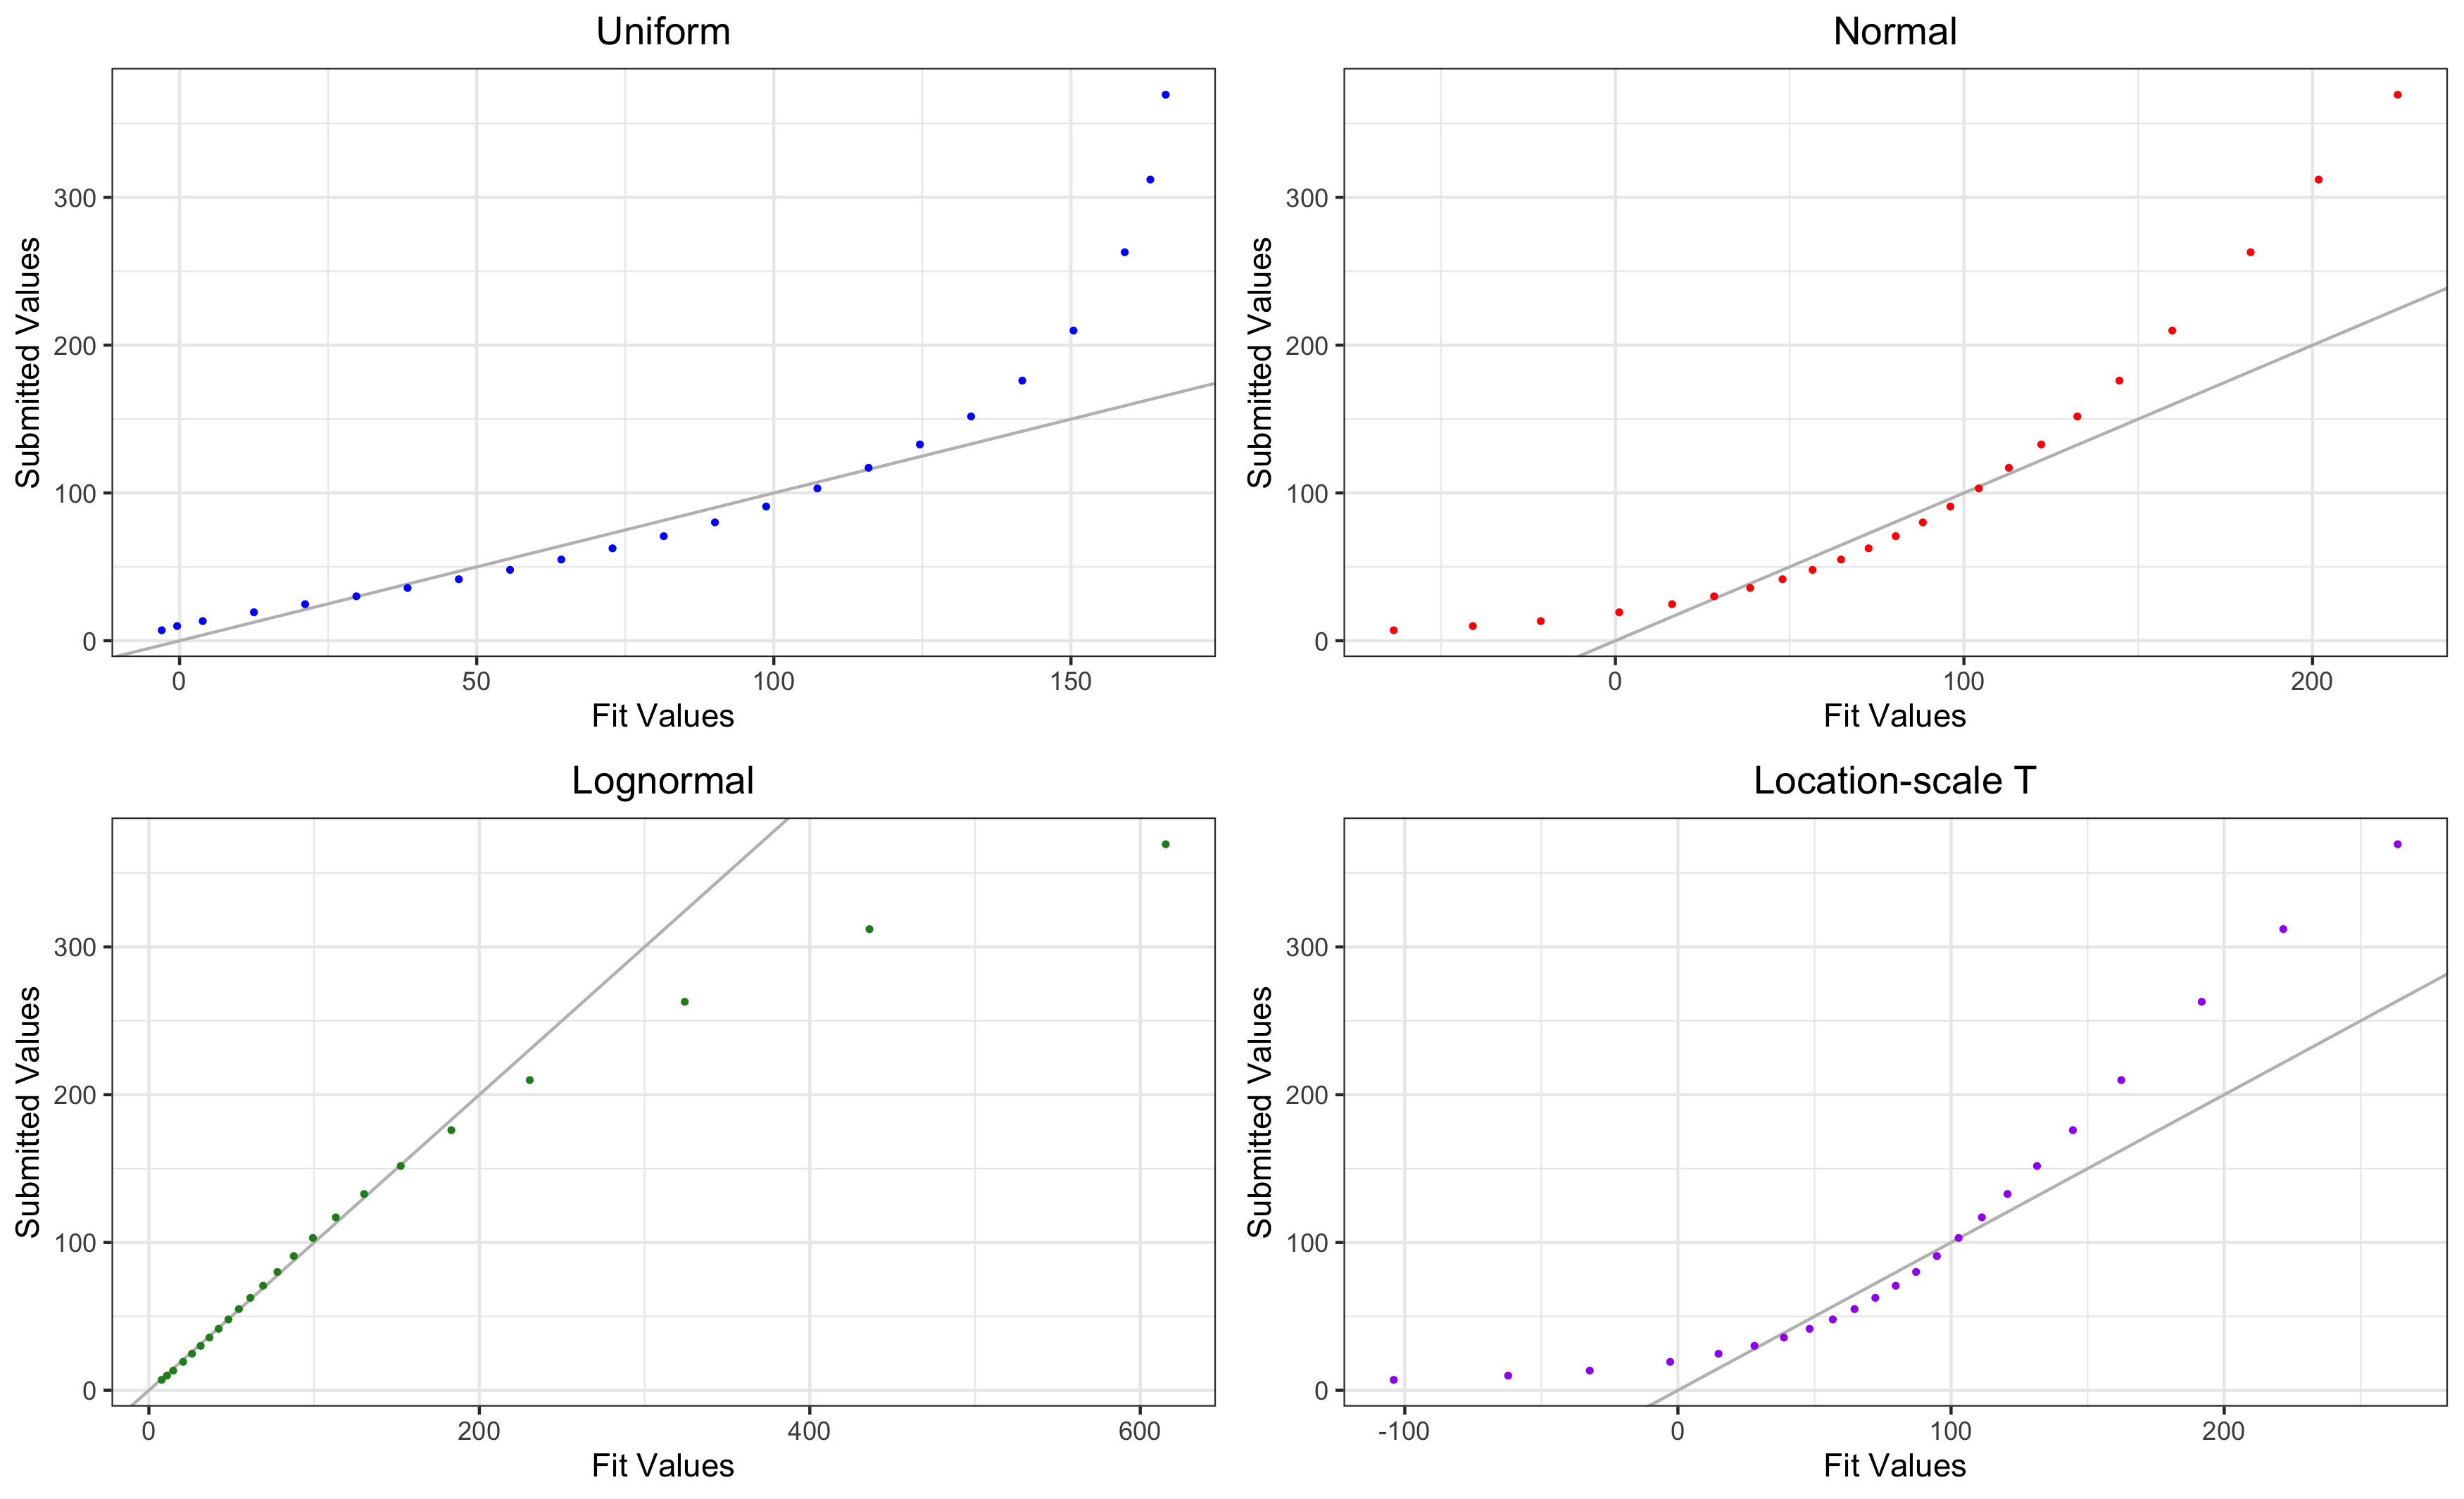 Uniform
Submitted Values
300
200
100
0
0 50 100 150
Fit Values
Normal
Submitted Values
300
200
100
0
0 100 200
Fit Values
Lognormal
Submitted Values
300
200
100
0
0 200 400 600
Fit Values
Location-scale T
Submitted Values
300
200
100
0
-100 0 100 200
Fit Values